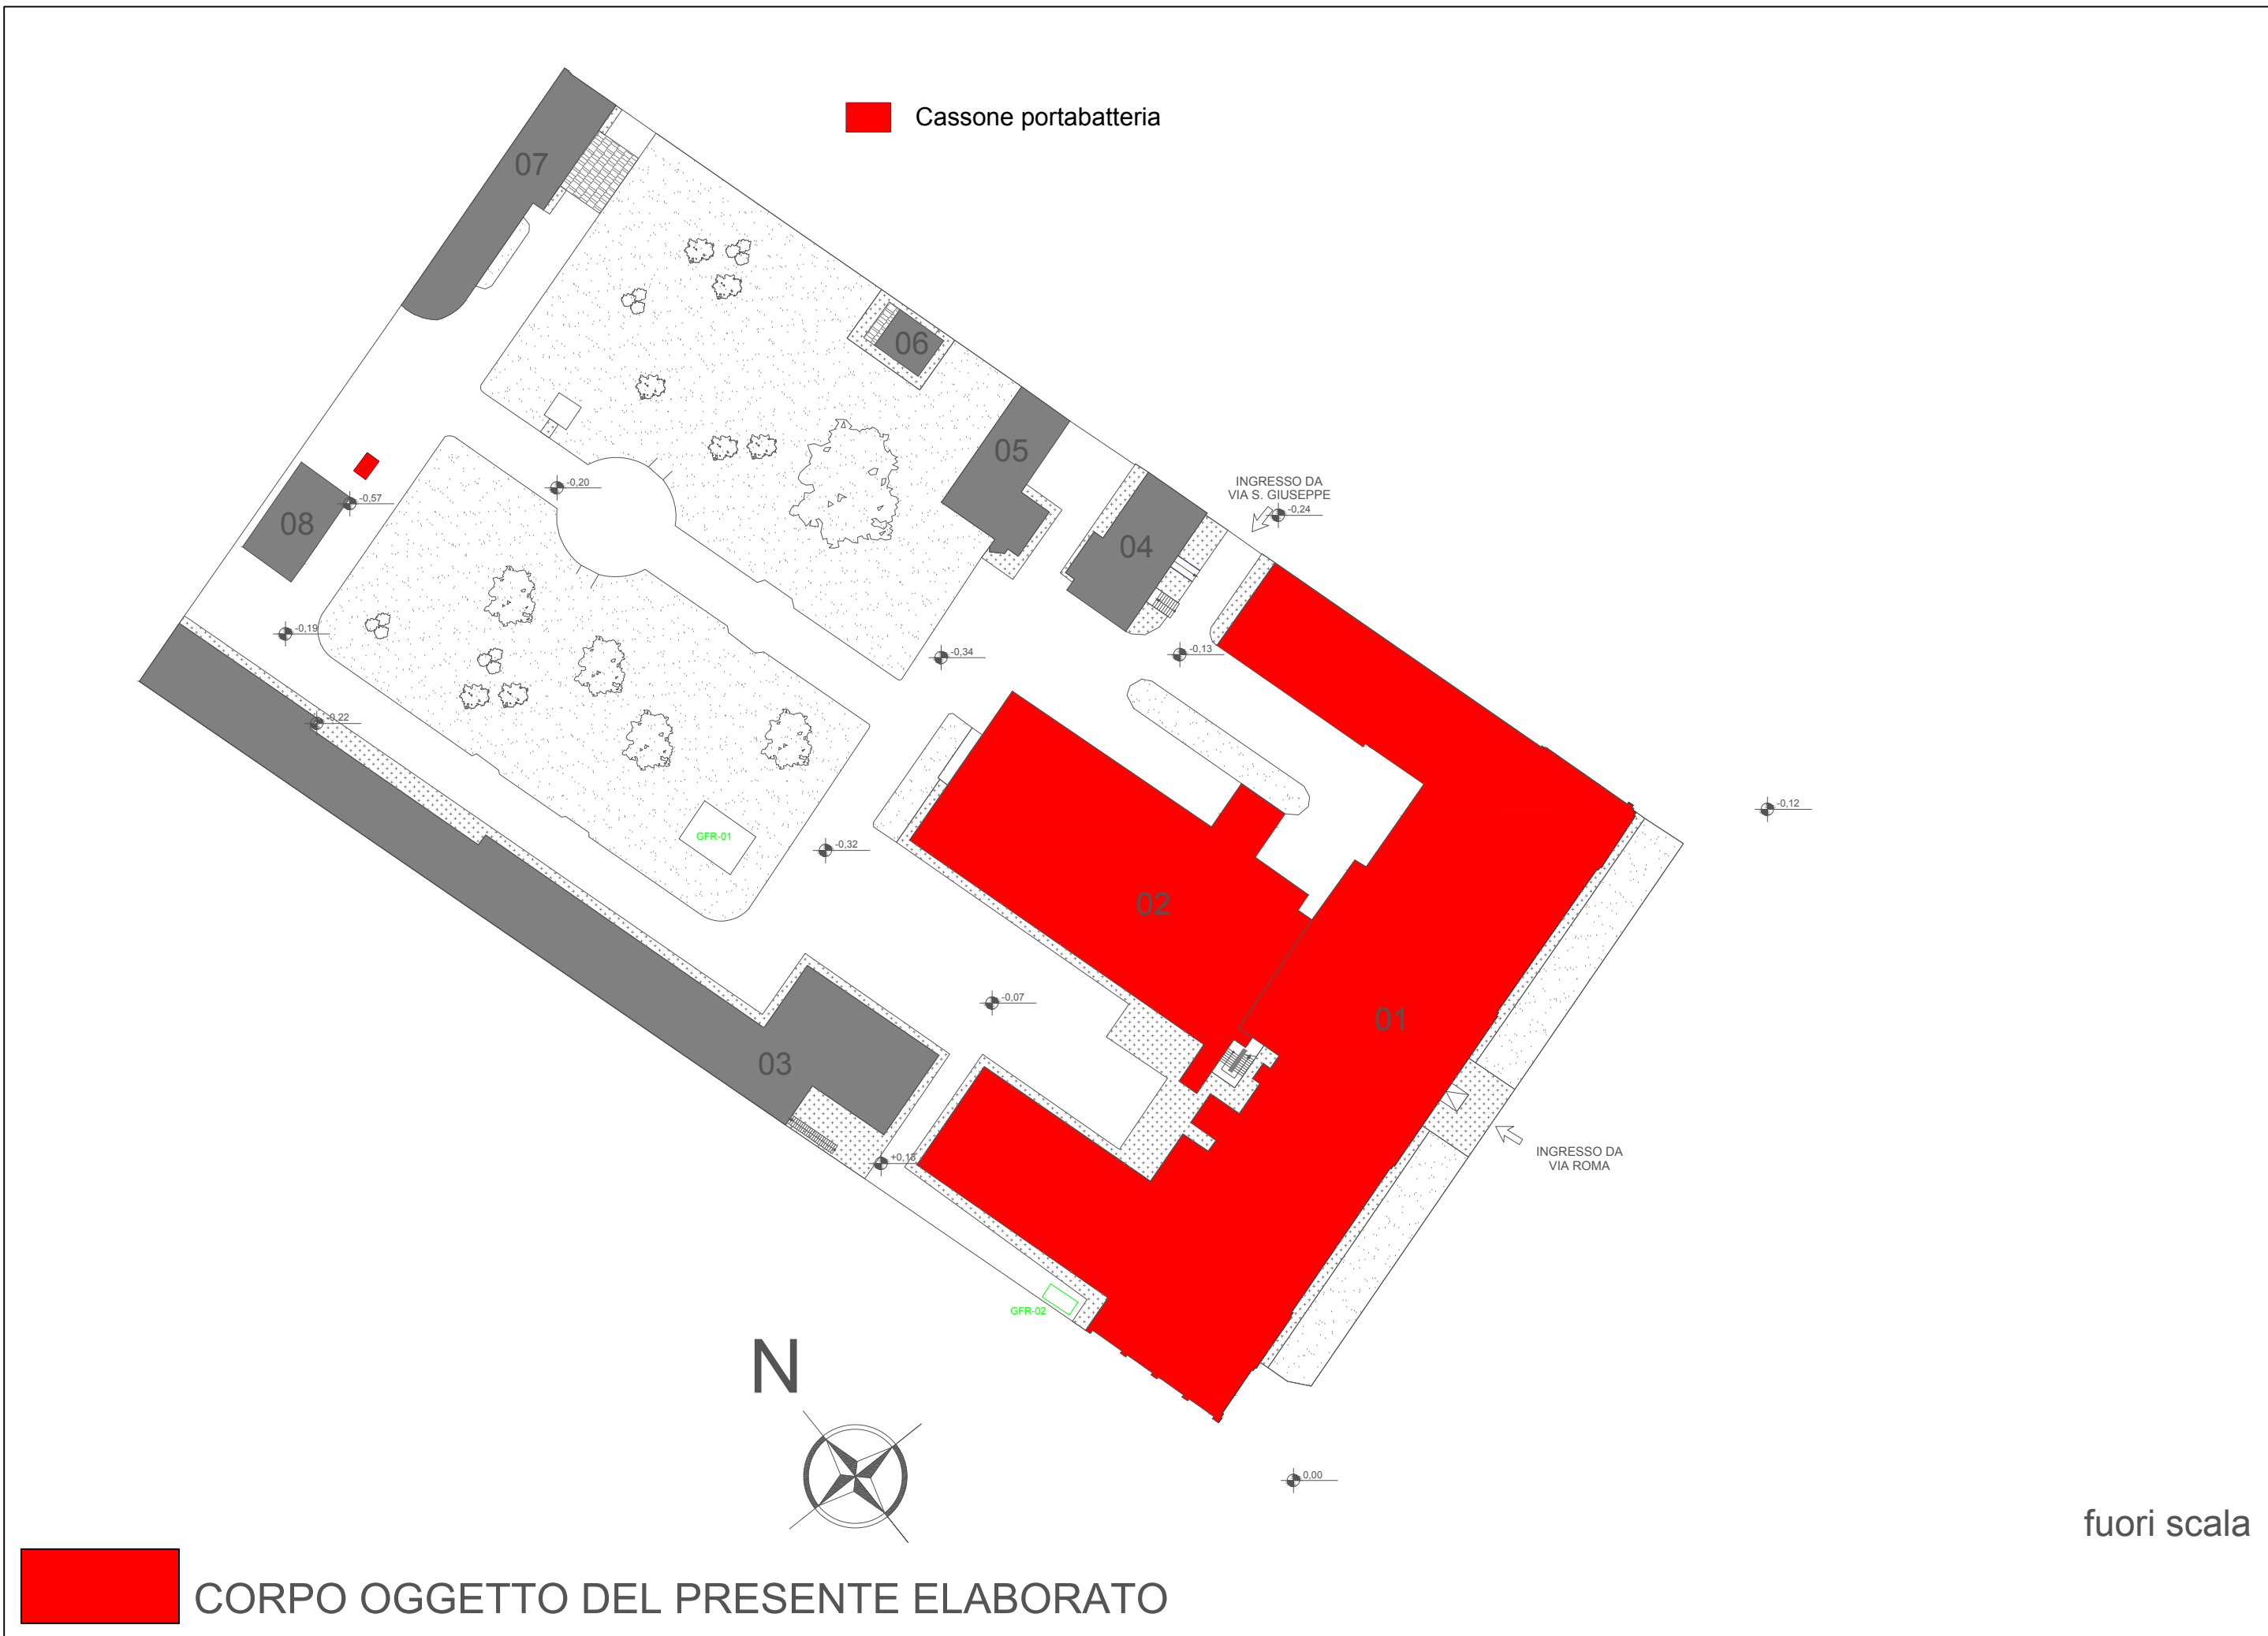 Cassone portabatteria
07
06
05
INGRESSO DA
VIA S. GIUSEPPE
-0,24
-0,20
-0,57
08
04
-0,19
-0,34
-0,13
-0,22
-0,12
GFR-01
-0,32
02
-0,07
01
03
INGRESSO DA
VIA ROMA
+0,13
GFR-02
N
0,00
fuori scala
CORPO OGGETTO DEL PRESENTE ELABORATO